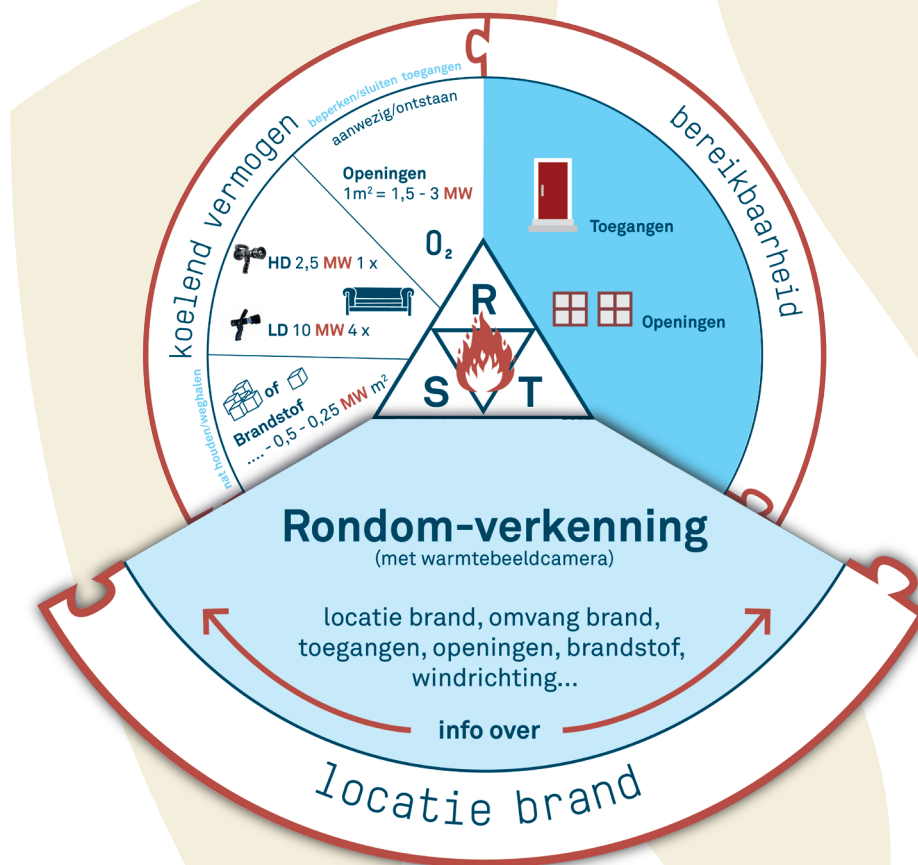 koelend vermogen
beperken/sluiten toegangen
aanwezig/ontstaan
Openingen
1m² = 1,5 - 3 MW
O₂
HD 2,5 MW 1 x
LD 10 MW 4 x
of
Brandstof
.... - 0,5 - 0,25 MW m²
nat houden/weghalen
bereikbaarheid
Toegangen
Openingen
R
S T
Rondom-verkenning
(met warmtebeeldcamera)
locatie brand, omvang brand,
toegangen, openingen, brandstof,
windrichting...
info over
locatie brand